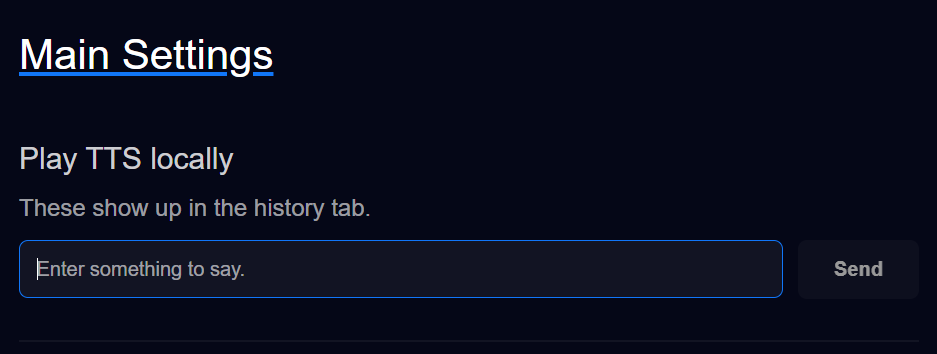 Main Settings
Play TTS locally
These show up in the history tab.
Enter something to say.
Send